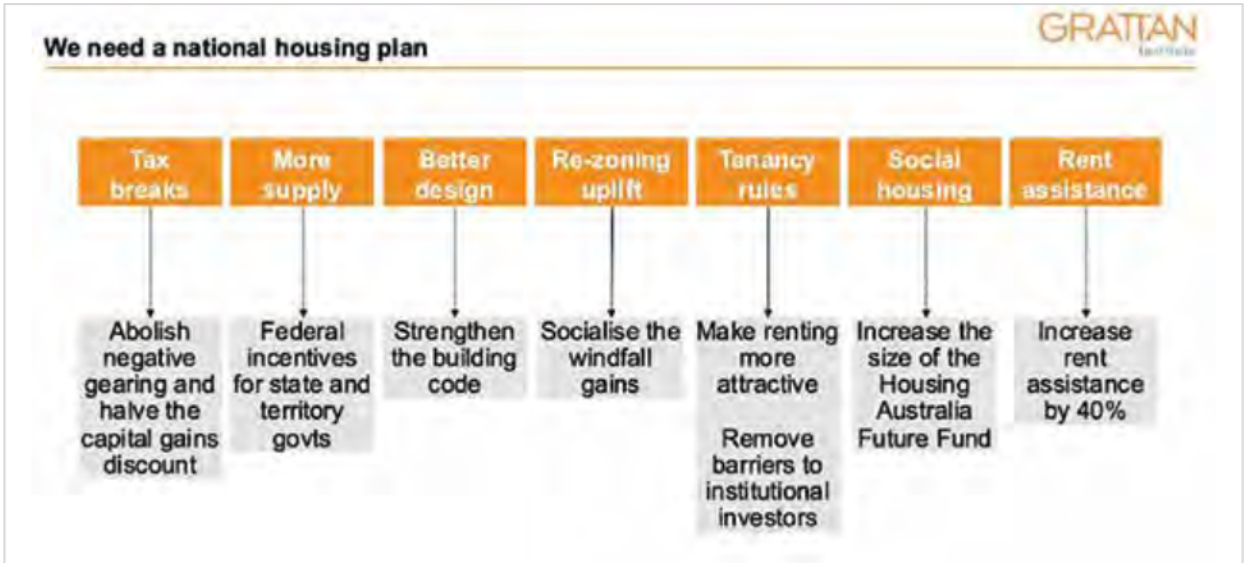 GRATTAN
Institute
We need a national housing plan
Tax
breaks
More
supply
Better
design
Re-zoning
uplift
Tenancy
rules
Social
housing
Rent
assistance
Abolish
negative
gearing and
halve the
capital gains
discount
Federal
incentives
for state and
territory
govts
Strengthen
the building
code
Socialise the
windfall
gains
Make renting
more
attractive
Remove
barriers to
institutional
investors
Increase the
size of the
Housing
Australia
Future Fund
Increase
rent
assistance
by 40%